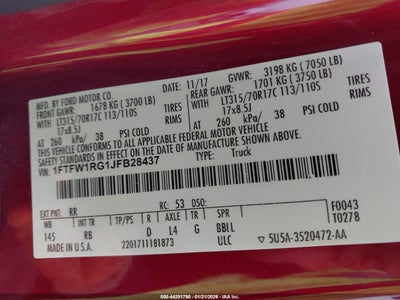 MFD. BY FORD MOTOR CO.
11/17 GVWR: 3198 KG ( 7050 LB)
FRONT GAWR: 1678 KG ( 3700 LB)
REAR GAWR: 1701 KG ( 3750 LB)
LT315/70R17C 113/110S TIRES
LT315/70R17C 113/110S TIRES
17x8.5J RIMS
17x8.5J RIMS
AT 260 kPa/ 38 PSI COLD
AT 260 kPa/ 38 PSI COLD
THIS VEHICLE CONFORMS TO ALL APPLICABLE FEDERAL MOTOR VEHICLE
SAFETY STANDARDS IN EFFECT ON THE DATE OF MANUFACTURE SHOWN ABOVE.
VIN: 1FTFW1RG1JFB28437
TYPE: Truck
EXT PNT: RR RC: 53 DSO: F0043
WB INT TR TP/PS R AXLE TR SPR T0278
145 RB D L4 G BBIL
MADE IN U.S.A. 2201711181873 ULC 5U5A-3520472-AA
000-44201790 - 01/21/2026 - IAA